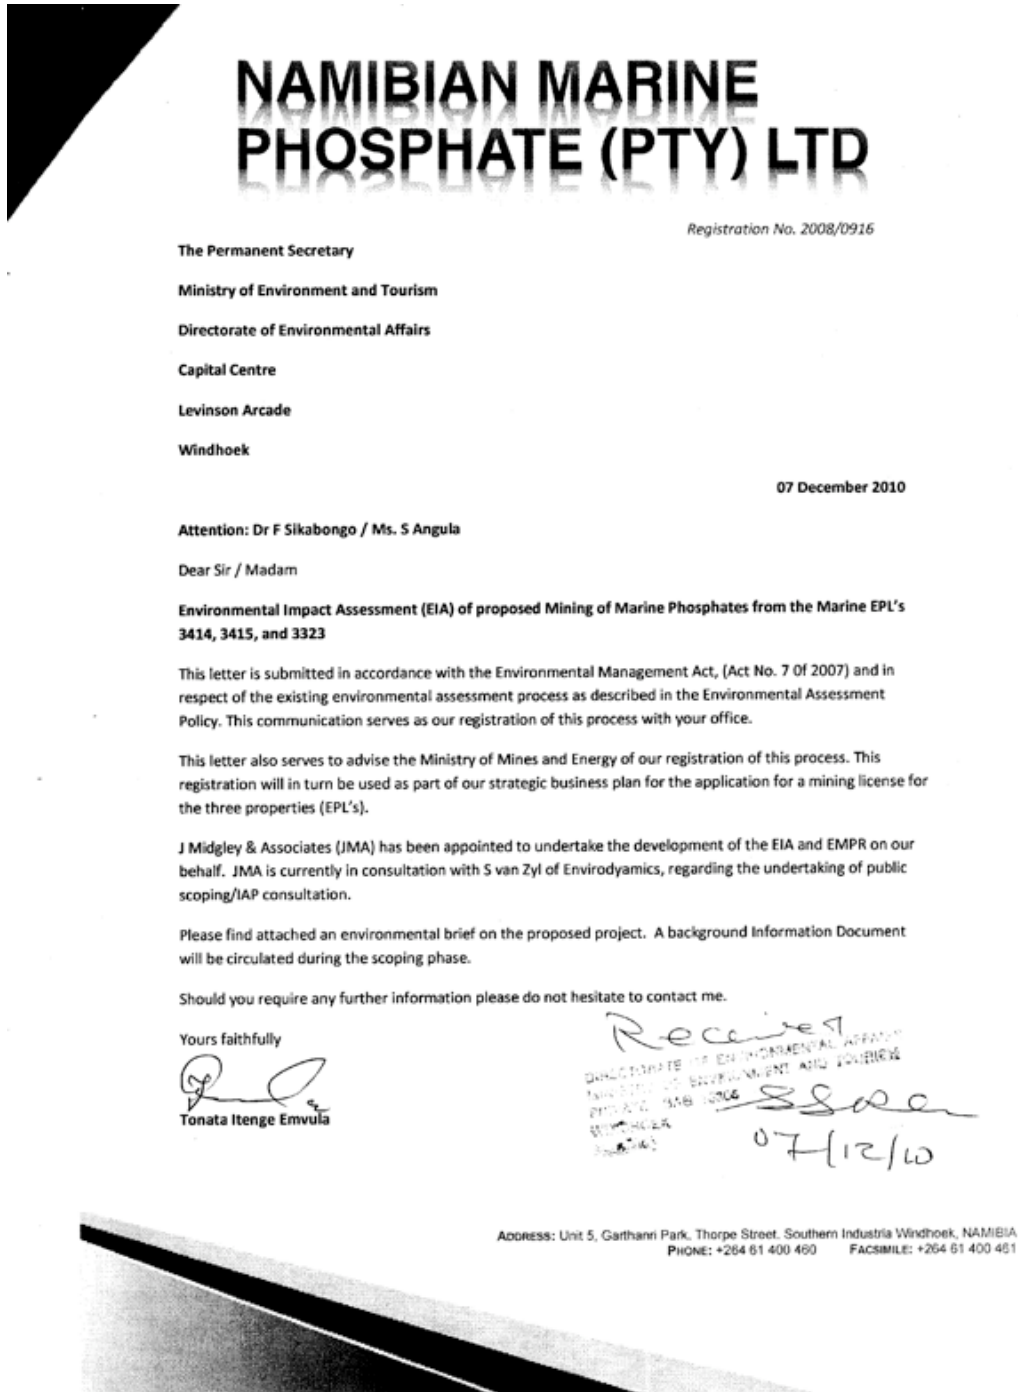 NAMIBIAN MARINE
PHOSPHATE (PTY) LTD
Registration No. 2008/0916
The Permanent Secretary
Ministry of Environment and Tourism
Directorate of Environmental Affairs
Capital Centre
Levinson Arcade
Windhoek
07 December 2010
Attention: Dr F Sikabongo / Ms. S Angula
Dear Sir / Madam
Environmental Impact Assessment (EIA) of proposed Mining of Marine Phosphates from the Marine EPL's
3414, 3415, and 3323
This letter is submitted in accordance with the Environmental Management Act, (Act No. 7 0f 2007) and in
respect of the existing environmental assessment process as described in the Environmental Assessment
Policy. This communication serves as our registration of this process with your office.
This letter also serves to advise the Ministry of Mines and Energy of our registration of this process. This
registration will in turn be used as part of our strategic business plan for the application for a mining license for
the three properties (EPL's).
J Midgley & Associates (JMA) has been appointed to undertake the development of the EIA and EMPR on our
behalf. JMA is currently in consultation with S van Zyl of Envirodyamics, regarding the undertaking of public
scoping/IAP consultation.
Please find attached an environmental brief on the proposed project. A background Information Document
will be circulated during the scoping phase.
Should you require any further information please do not hesitate to contact me.
Yours faithfully
Tonata Itenge Emvula
Received
DIRECTORATE OF ENVIRONMENTAL AFFAIRS
MINISTRY OF ENVIRONMENT AND TOURISM
PRIVATE BAG
WINDHOEK
07/12/10
ADDRESS: Unit 5, Garthanri Park, Thorpe Street, Southern Industria Windhoek, NAMIBIA
PHONE: +264 61 400 460 FACSIMILE: +264 61 400 461